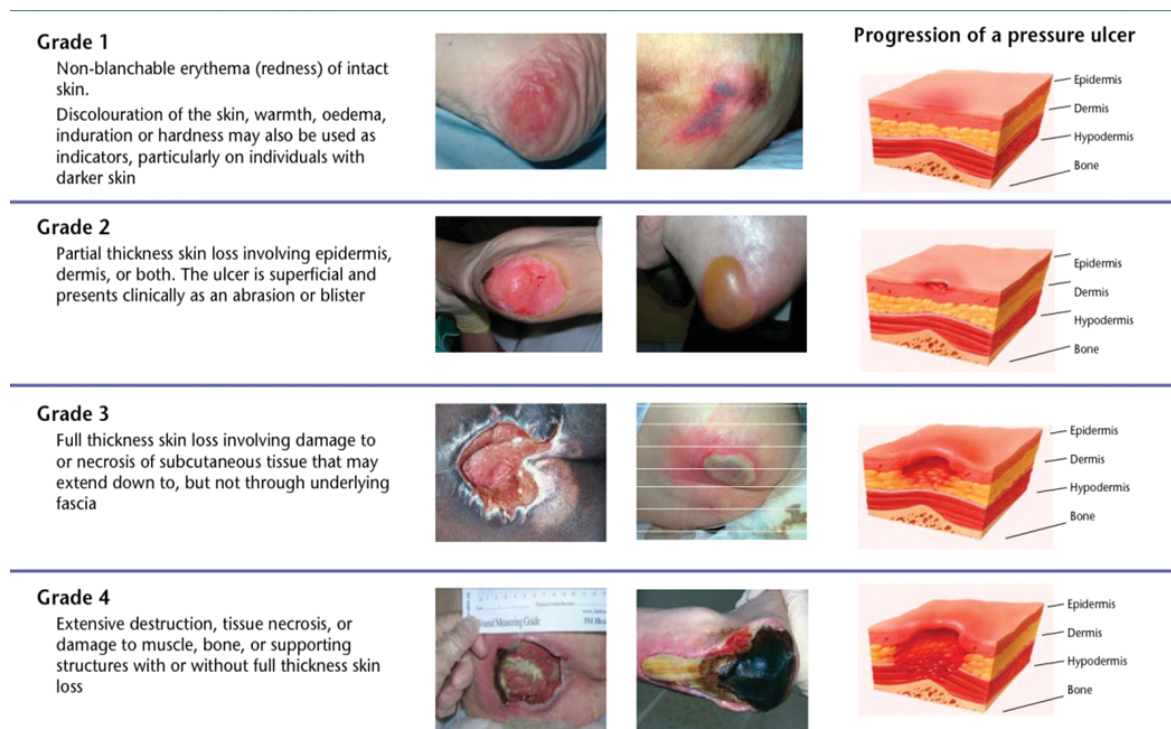 Progression of a pressure ulcer
Grade 1
Non-blanchable erythema (redness) of intact
skin.
Discolouration of the skin, warmth, oedema,
induration or hardness may also be used as
indicators, particularly on individuals with
darker skin
Epidermis
Dermis
Hypodermis
Bone
Grade 2
Partial thickness skin loss involving epidermis,
dermis, or both. The ulcer is superficial and
presents clinically as an abrasion or blister
Epidermis
Dermis
Hypodermis
Bone
Grade 3
Full thickness skin loss involving damage to
or necrosis of subcutaneous tissue that may
extend down to, but not through underlying
fascia
Epidermis
Dermis
Hypodermis
Bone
Grade 4
Extensive destruction, tissue necrosis, or
damage to muscle, bone, or supporting
structures with or without full thickness skin
loss
Measuring Guide
3M
Epidermis
Dermis
Hypodermis
Bone